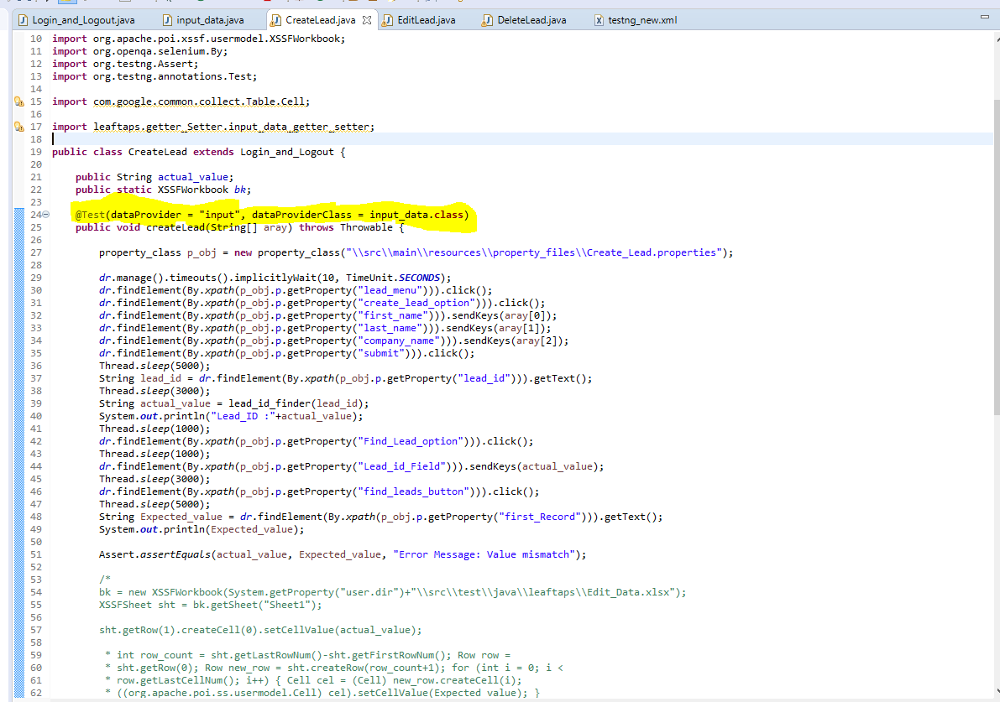 Login_and_Logout.java input_data.java CreateLead.java EditLead.java DeleteLead.java testng_new.xml
10 import org.apache.poi.xssf.usermodel.XSSFWorkbook;
11 import org.openqa.selenium.By;
12 import org.testng.Assert;
13 import org.testng.annotations.Test;
14
15 import com.google.common.collect.Table.Cell;
16
17 import leaftaps.getter_Setter.input_data_getter_setter;
18
19 public class CreateLead extends Login_and_Logout {
20
21 public String actual_value;
22 public static XSSFWorkbook bk;
23
24 @Test(dataProvider = "input", dataProviderClass = input_data.class)
25 public void createLead(String[] aray) throws Throwable {
26
27 property_class p_obj = new property_class("\\src\\main\\resources\\property_files\\Create_Lead.properties");
28
29 dr.manage().timeouts().implicitlyWait(10, TimeUnit.SECONDS);
30 dr.findElement(By.xpath(p_obj.p.getProperty("lead_menu"))).click();
31 dr.findElement(By.xpath(p_obj.p.getProperty("create_lead_option"))).click();
32 dr.findElement(By.xpath(p_obj.p.getProperty("first_name"))).sendKeys(aray[0]);
33 dr.findElement(By.xpath(p_obj.p.getProperty("last_name"))).sendKeys(aray[1]);
34 dr.findElement(By.xpath(p_obj.p.getProperty("company_name"))).sendKeys(aray[2]);
35 dr.findElement(By.xpath(p_obj.p.getProperty("submit"))).click();
36 Thread.sleep(5000);
37 String lead_id = dr.findElement(By.xpath(p_obj.p.getProperty("lead_id"))).getText();
38 Thread.sleep(3000);
39 String actual_value = lead_id_finder(lead_id);
40 System.out.println("Lead_ID :"+actual_value);
41 Thread.sleep(1000);
42 dr.findElement(By.xpath(p_obj.p.getProperty("Find_Lead_option"))).click();
43 Thread.sleep(1000);
44 dr.findElement(By.xpath(p_obj.p.getProperty("Lead_id_Field"))).sendKeys(actual_value);
45 Thread.sleep(3000);
46 dr.findElement(By.xpath(p_obj.p.getProperty("find_leads_button"))).click();
47 Thread.sleep(5000);
48 String Expected_value = dr.findElement(By.xpath(p_obj.p.getProperty("first_Record"))).getText();
49 System.out.println(Expected_value);
50
51 Assert.assertEquals(actual_value, Expected_value, "Error Message: Value mismatch");
52
53 /*
54 bk = new XSSFWorkbook(System.getProperty("user.dir")+"\\src\\test\\java\\leaftaps\\Edit_Data.xlsx");
55 XSSFSheet sht = bk.getSheet("Sheet1");
56
57 sht.getRow(1).createCell(0).setCellValue(actual_value);
58
59 * int row_count = sht.getLastRowNum()-sht.getFirstRowNum(); Row row =
60 * sht.getRow(0); Row new_row = sht.createRow(row_count+1); for (int i = 0; i <
61 * row.getLastCellNum(); i++) { Cell cel = (Cell) new_row.createCell(i);
62 * ((org.apache.poi.ss.usermodel.Cell) cel).setCellValue(Expected_value); }